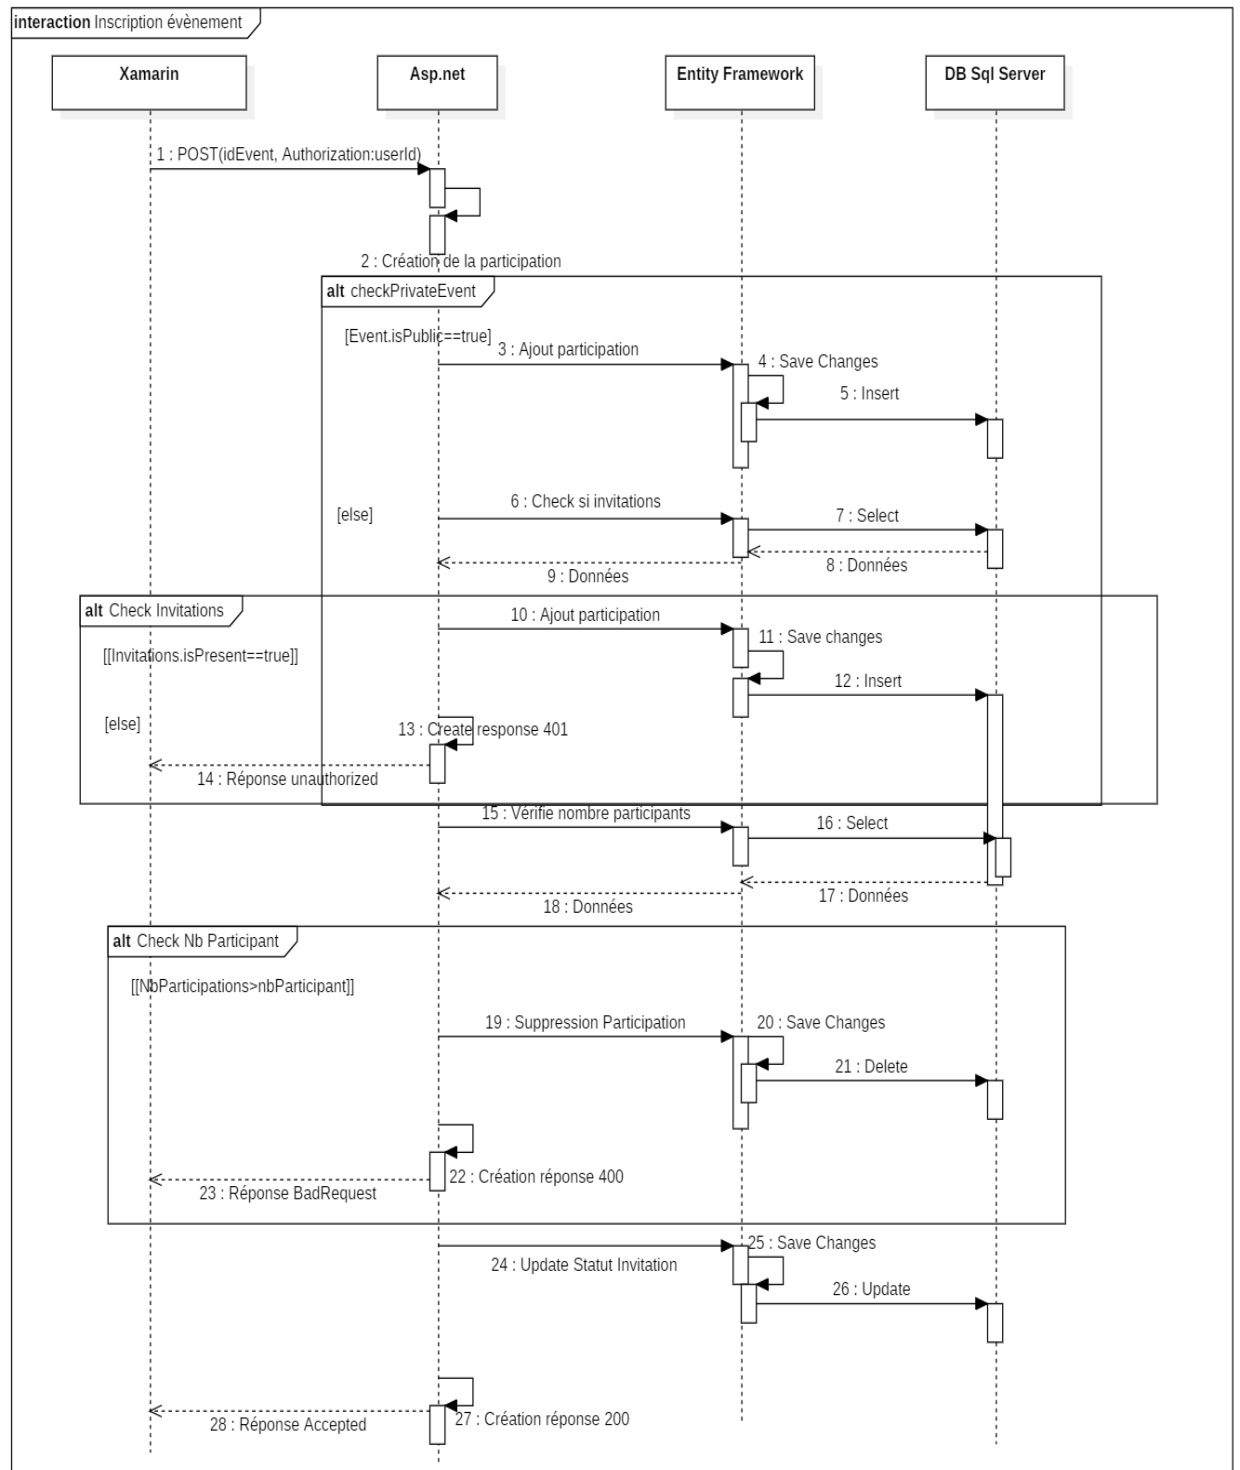 interaction Inscription évènement
Xamarin
Asp.net
Entity Framework
DB Sql Server
1 : POST(idEvent, Authorization:userId)
2 : Création de la participation
alt checkPrivateEvent
[Event.isPublic==true]
3 : Ajout participation
4 : Save Changes
5 : Insert
[else]
6 : Check si invitations
7 : Select
8 : Données
9 : Données
alt Check Invitations
10 : Ajout participation
11 : Save changes
[[Invitations.isPresent==true]]
12 : Insert
[else]
13 : Create response 401
14 : Réponse unauthorized
15 : Vérifie nombre participants
16 : Select
17 : Données
18 : Données
alt Check Nb Participant
[[NbParticipations>nbParticipant]]
19 : Suppression Participation
20 : Save Changes
21 : Delete
22 : Création réponse 400
23 : Réponse BadRequest
24 : Update Statut Invitation
25 : Save Changes
26 : Update
27 : Création réponse 200
28 : Réponse Accepted